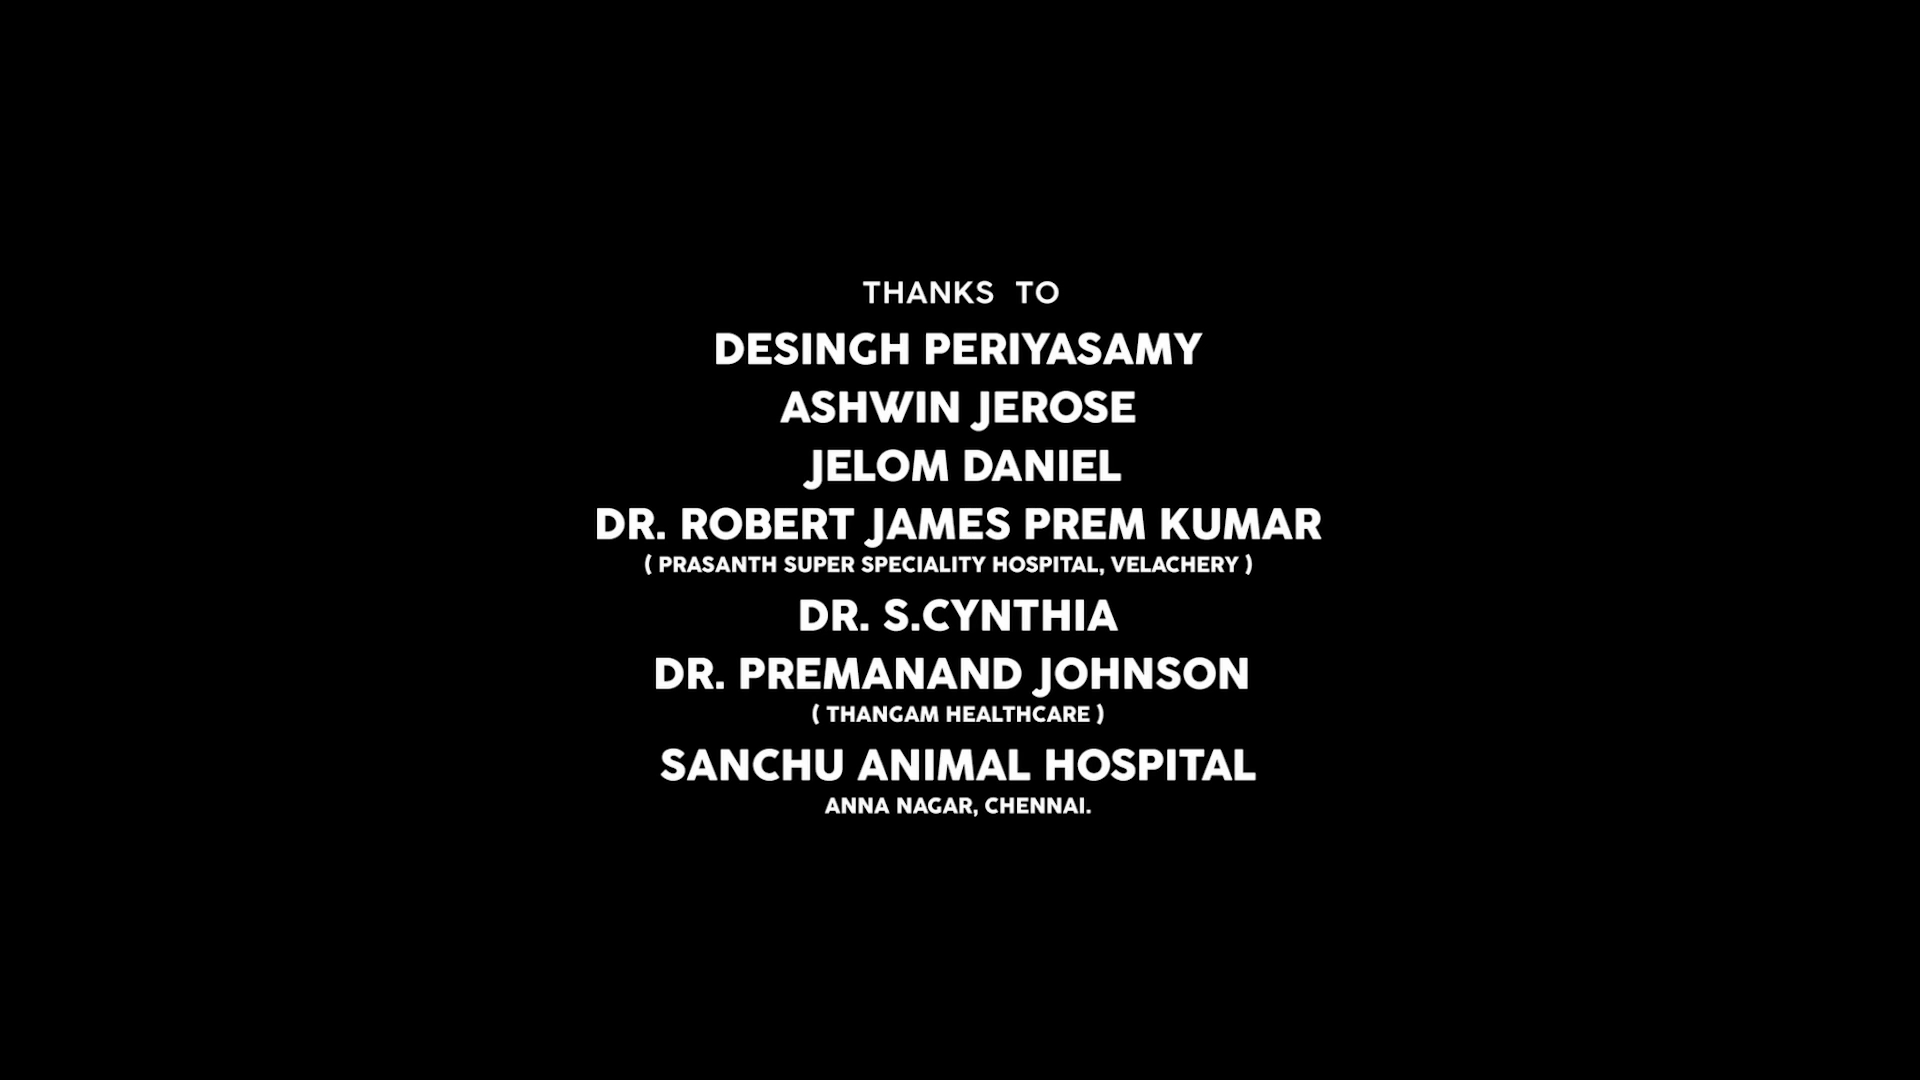 THANKS TO
DESINGH PERIYASAMY
ASHWIN JEROSE
JELOM DANIEL
DR. ROBERT JAMES PREM KUMAR
( PRASANTH SUPER SPECIALITY HOSPITAL, VELACHERY )
DR. S.CYNTHIA
DR. PREMANAND JOHNSON
( THANGAM HEALTHCARE )
SANCHU ANIMAL HOSPITAL
ANNA NAGAR, CHENNAI.